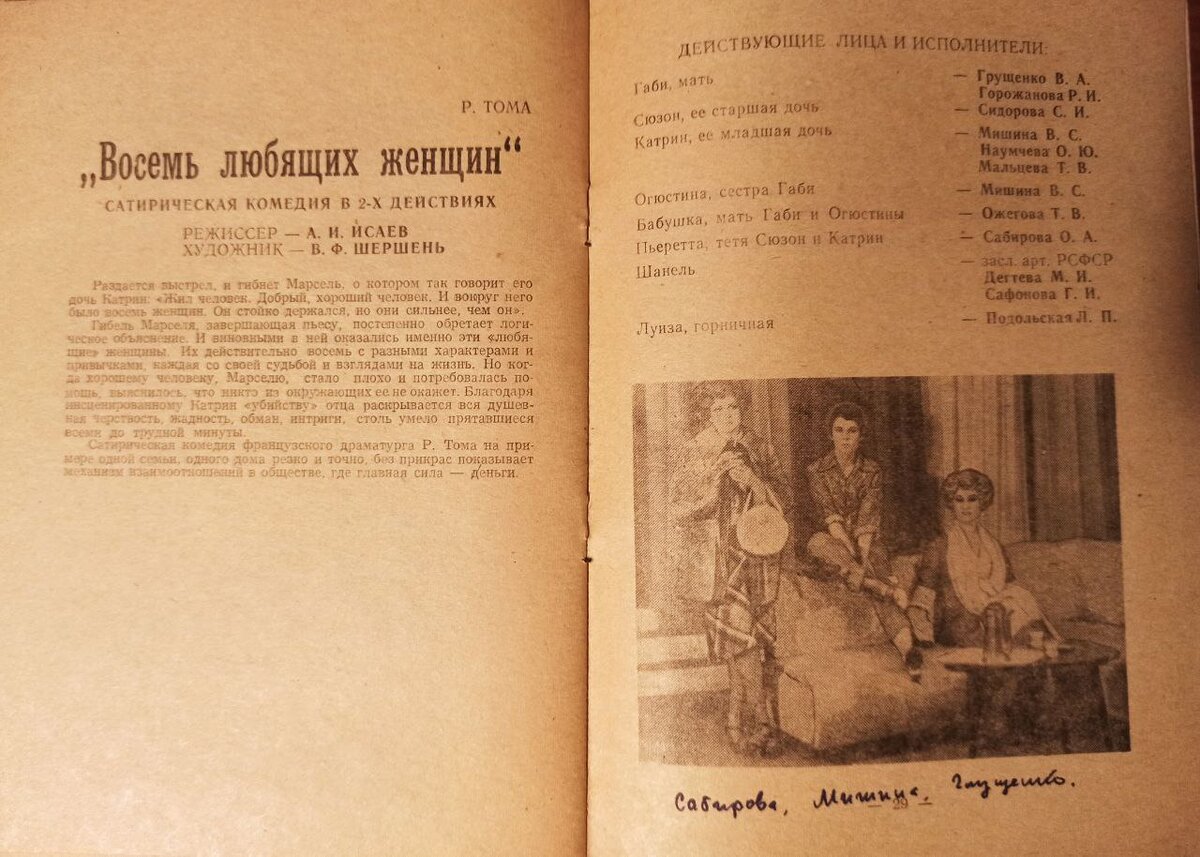 Р. ТОМА
„Восемь любящих женщин“
САТИРИЧЕСКАЯ КОМЕДИЯ В 2-Х ДЕЙСТВИЯХ
РЕЖИССЕР — А. И. ИСАЕВ
ХУДОЖНИК — В. Ф. ШЕРШЕНЬ
Раздается выстрел, и гибнет Марсель, о котором так говорит его
дочь Катрин: «Жил человек. Добрый, хороший человек. И вокруг него
было восемь женщин. Он стойко держался, но они сильнее, чем он».
Гибель Марселя, завершающая пьесу, постепенно обретает логи-
ческое объяснение. И виновными в ней оказались именно эти «любя-
щие» женщины. Их действительно восемь с разными характерами и
привычками, каждая со своей судьбой и взглядами на жизнь. Но ког-
да хорошему человеку, Марселю, стало плохо и потребовалась по-
мощь, выяснилось, что никто из окружающих ее не окажет. Благодаря
инсценированному Катрин «убийству» отца раскрывается вся душев-
ная черствость, жадность, обман, интриги, столь умело прятавшиеся
всеми до трудной минуты.
Сатирическая комедия французского драматурга Р. Тома на при-
мере одной семьи, одного дома резко и точно, без прикрас показывает
механизм взаимоотношений в обществе, где главная сила — деньги.
ДЕЙСТВУЮЩИЕ ЛИЦА И ИСПОЛНИТЕЛИ:
Габи, мать — Грущенко В. А.
Горожанова Р. И.
Сюзон, ее старшая дочь — Сидорова С. И.
Катрин, ее младшая дочь — Мишина В. С.
Наумчева О. Ю.
Мальцева Т. В.
Огюстина, сестра Габи — Мишина В. С.
Бабушка, мать Габи и Огюстины — Ожегова Т. В.
Пьеретта, тетя Сюзон и Катрин — Сабирова О. А.
Шанель — засл. арт. РСФСР
Дегтева М. И.
Сафонова Г. И.
Луиза, горничная — Подольская Л. П.
Сабирова, Мишина, Глущенко.
— 29 —